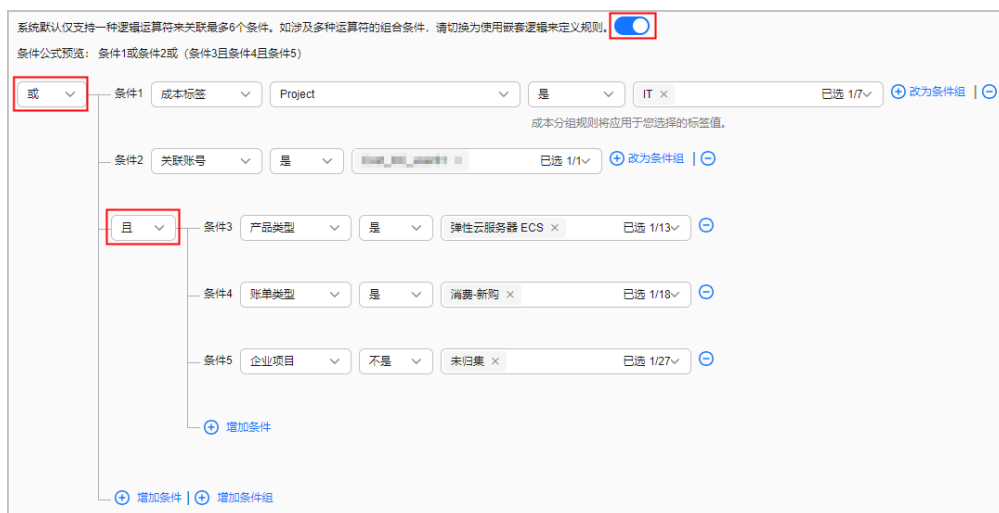 系统默认仅支持一种逻辑运算符来关联最多6个条件。如涉及多种运算符的组合条件，请切换为使用嵌套逻辑来定义规则。
条件公式预览： 条件1或条件2或（条件3且条件4且条件5）
或 条件1 成本标签 Project 是 IT × 已选 1/7 改为条件组
成本分组规则将应用于您选择的标签值。
条件2 关联账号 是 × 已选 1/1 改为条件组
且 条件3 产品类型 是 弹性云服务器 ECS × 已选 1/13
条件4 账单类型 是 消费-新购 × 已选 1/18
条件5 企业项目 不是 未归集 × 已选 1/27
增加条件
增加条件 | 增加条件组